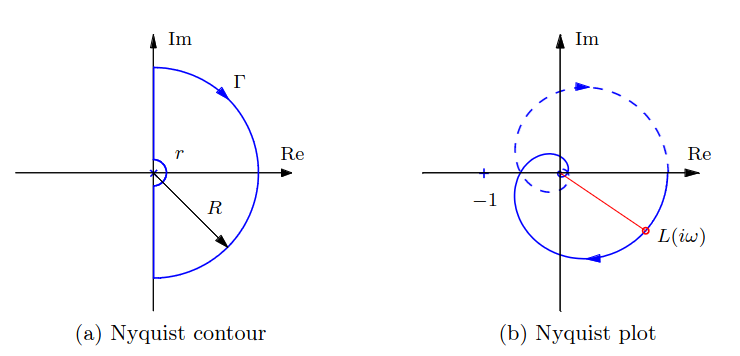 Im
Γ
r
Re
R
(a) Nyquist contour
Im
Re
−1
L(iω)
(b) Nyquist plot